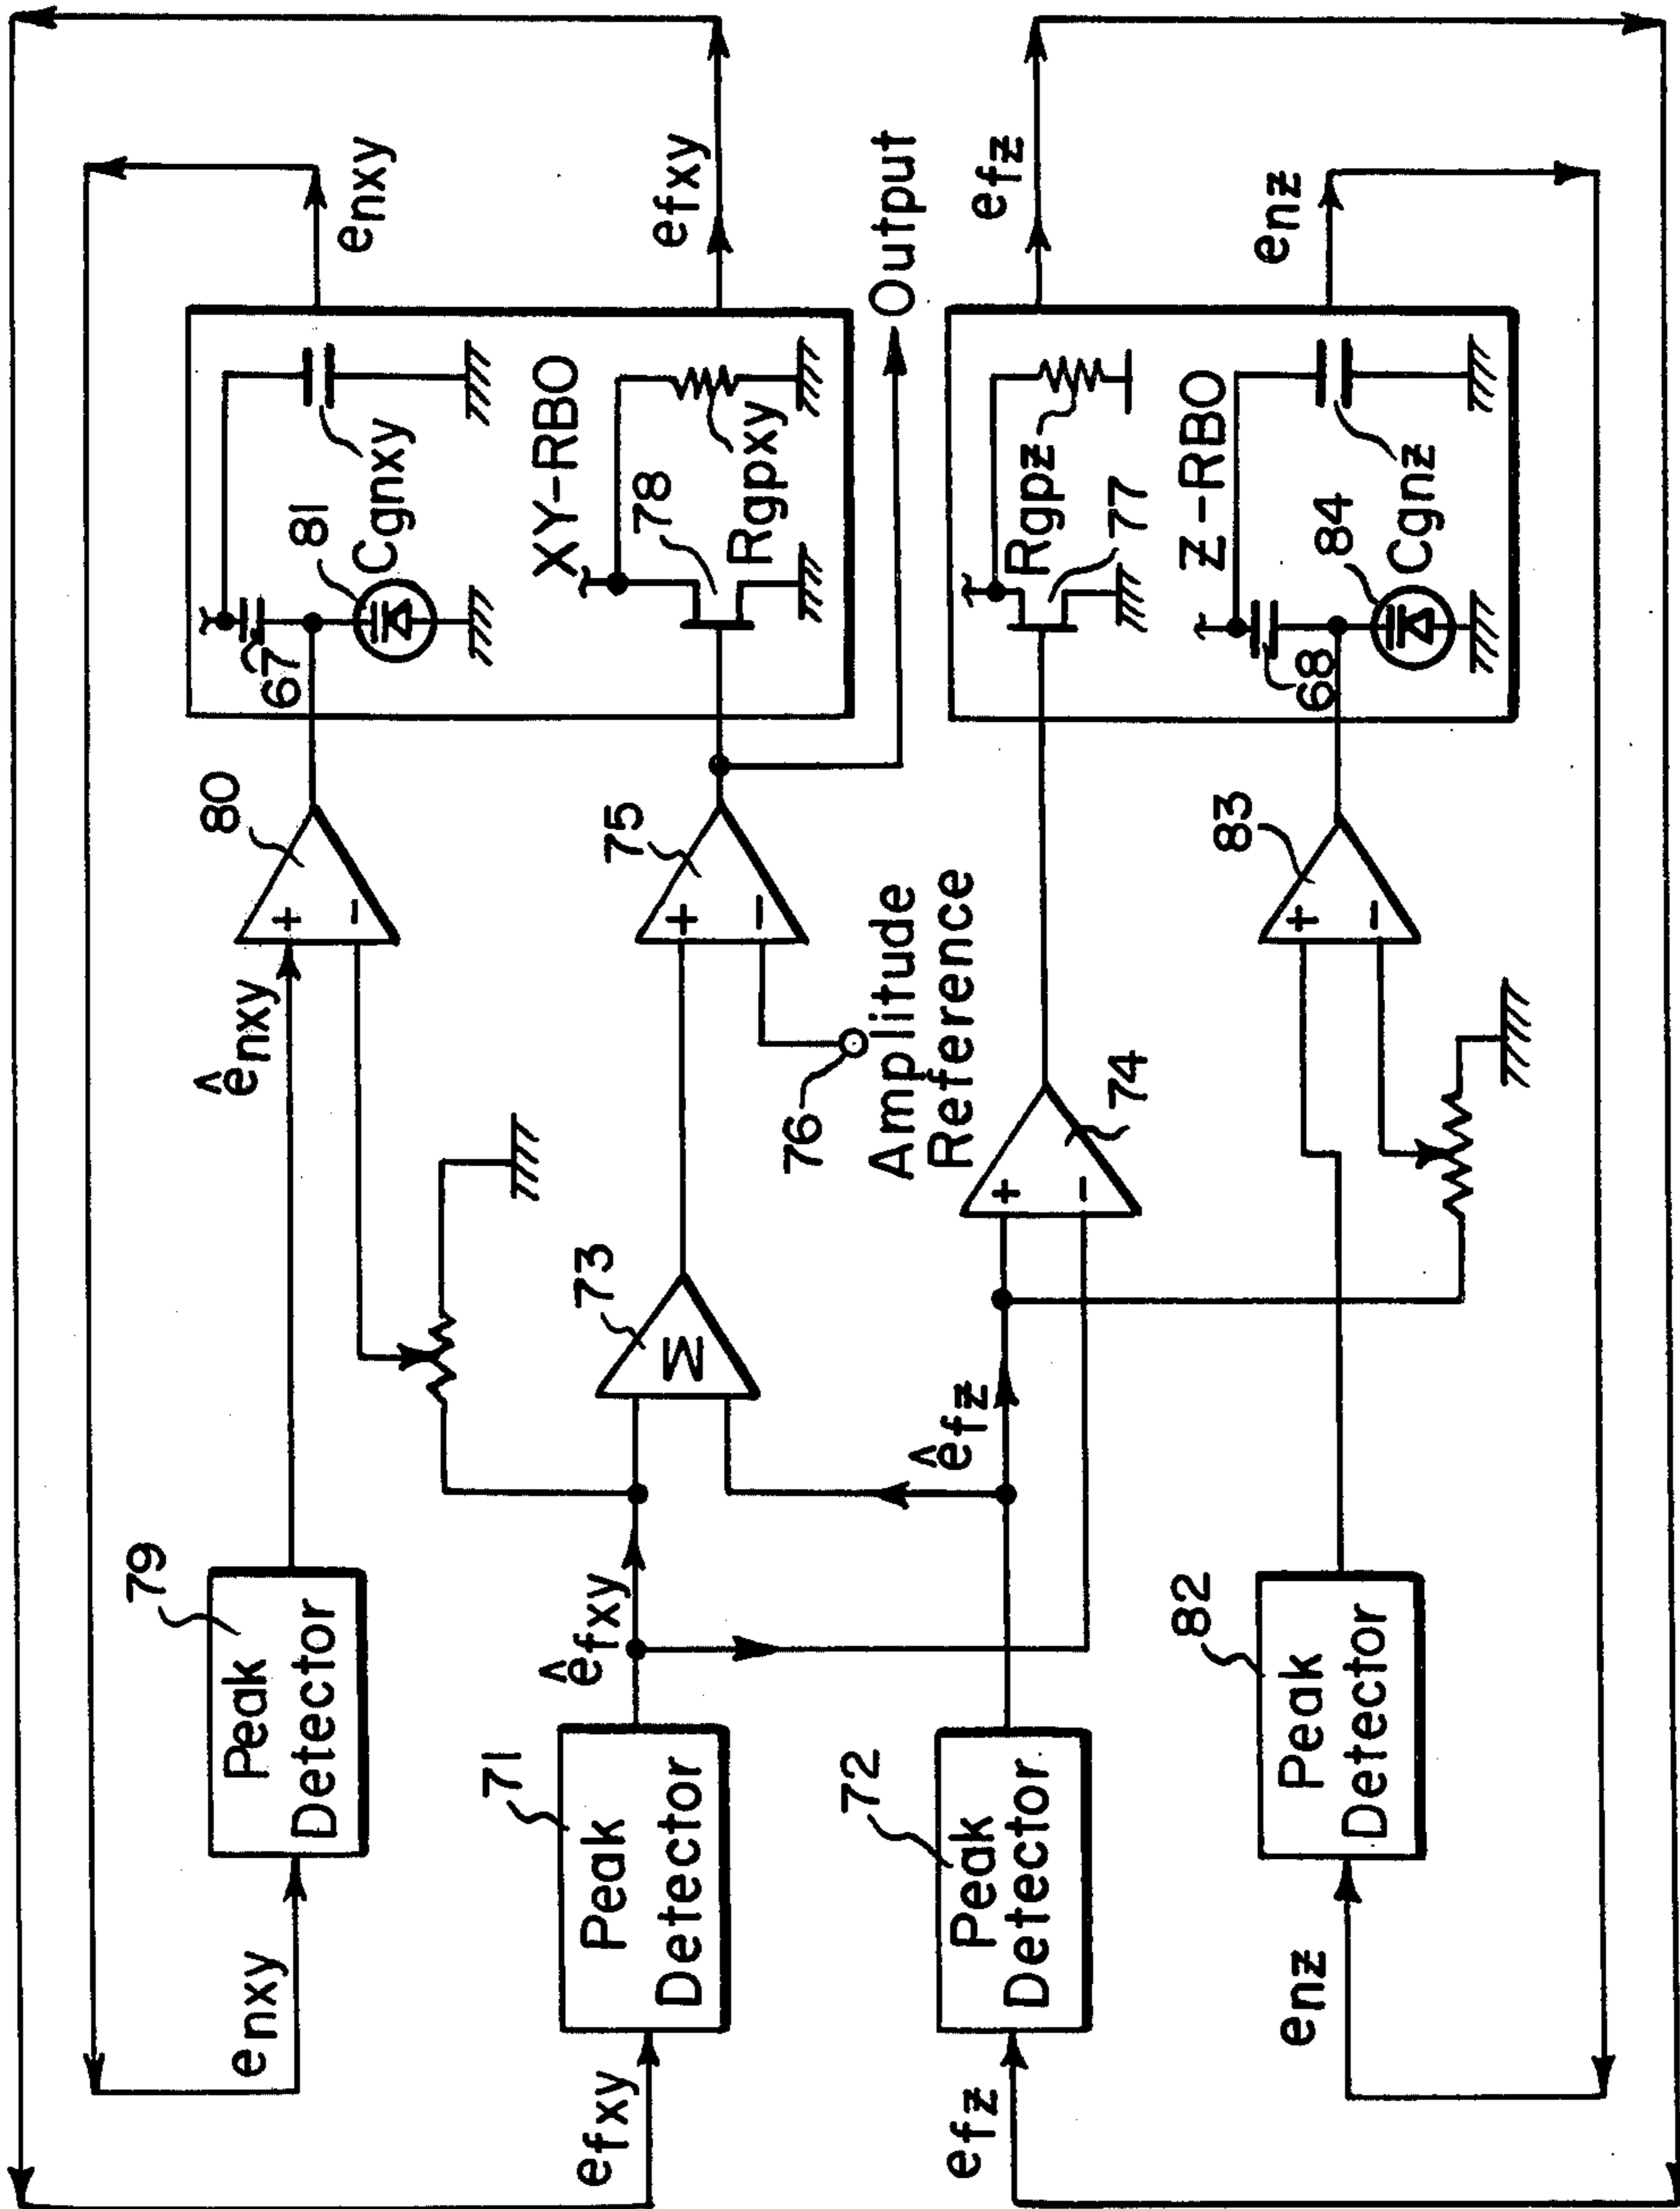 79
Peak
Detector
enxy
71
Peak
Detector
efxy
72
Peak
Detector
efz
82
Peak
Detector
enz
êfxy
êfz
73
Σ
ênxy
80
+
-
75
+
-
76
Amplitude
Reference
74
+
-
83
+
-
67
81
Cgnxy
XY-RBO
78
Rgpxy
Output
Rgpz
77
Z-RBO
68
84
Cgnz
enxy
efxy
efz
enz